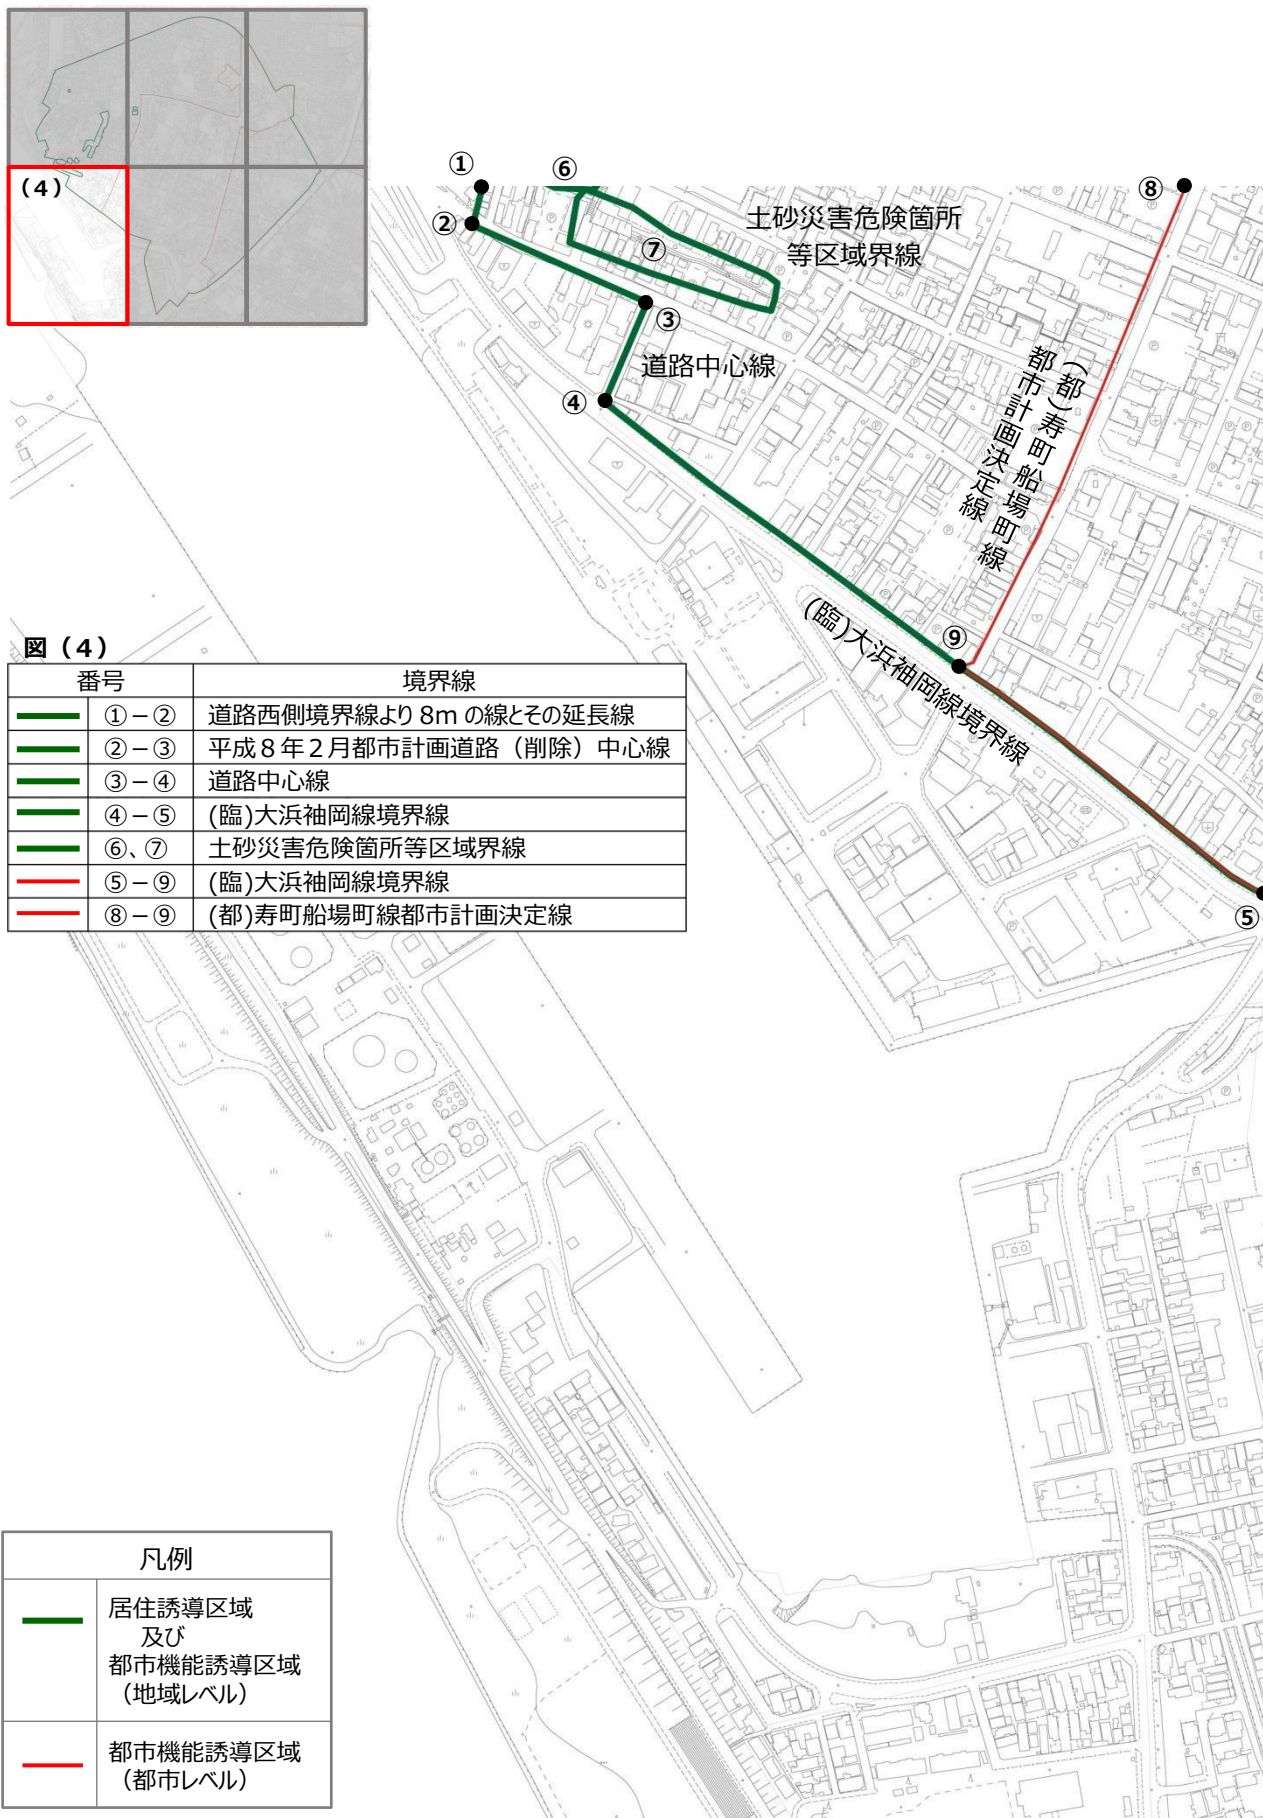 (4)
①
⑥
⑧
②
土砂災害危険箇所
等区域界線
⑦
③
道路中心線
④
(都)寿町船場町線
都市計画決定線
⑨
(臨)大浜袖岡線境界線
⑤
図（4）
番号 境界線
①－② 道路西側境界線より 8m の線とその延長線
②－③ 平成８年２月都市計画道路（削除）中心線
③－④ 道路中心線
④－⑤ (臨)大浜袖岡線境界線
⑥、⑦ 土砂災害危険箇所等区域界線
⑤－⑨ (臨)大浜袖岡線境界線
⑧－⑨ (都)寿町船場町線都市計画決定線
凡例
居住誘導区域
及び
都市機能誘導区域
（地域レベル）
都市機能誘導区域
（都市レベル）